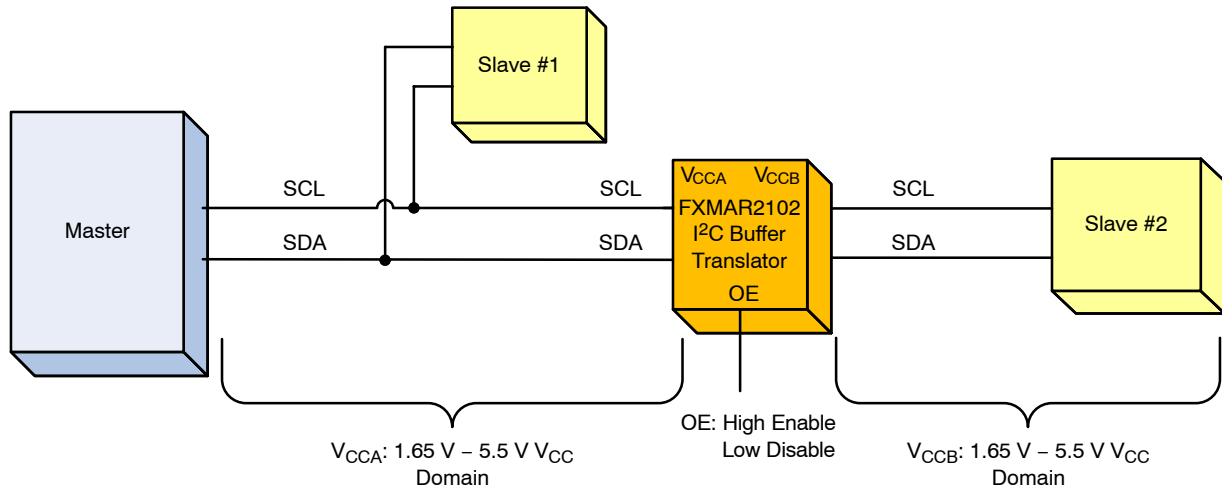 Slave #1
Master
SCL
SDA
SCL
SDA
VCCA VCCB
FXMAR2102
I²C Buffer
Translator
OE
SCL
SDA
Slave #2
OE: High Enable
Low Disable
VCCA: 1.65 V – 5.5 V VCC
Domain
VCCB: 1.65 V – 5.5 V VCC
Domain